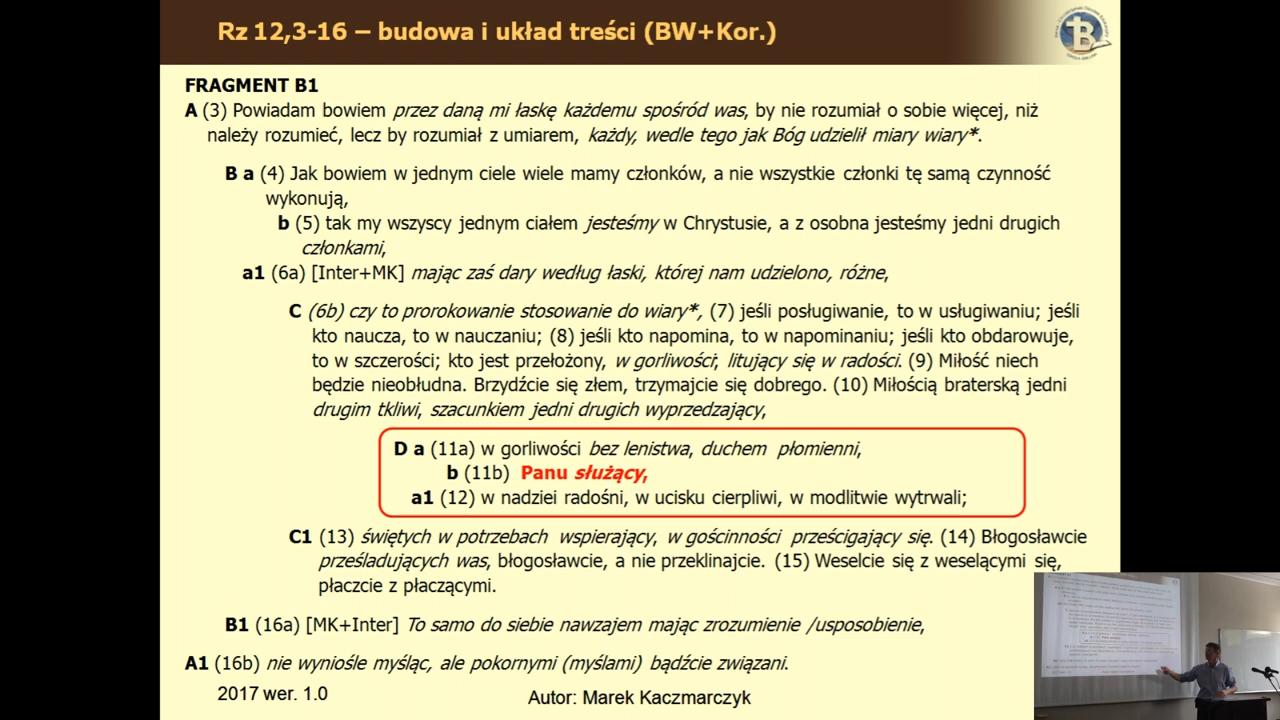 Rz 12,3-16 – budowa i układ treści (BW+Kor.)
FRAGMENT B1
A (3) Powiadam bowiem przez daną mi łaskę każdemu spośród was, by nie rozumiał o sobie więcej, niż
należy rozumieć, lecz by rozumiał z umiarem, każdy, wedle tego jak Bóg udzielił miary wiary*.
B a (4) Jak bowiem w jednym ciele wiele mamy członków, a nie wszystkie członki tę samą czynność
wykonują,
b (5) tak my wszyscy jednym ciałem jesteśmy w Chrystusie, a z osobna jesteśmy jedni drugich
członkami,
a1 (6a) [Inter+MK] mając zaś dary według łaski, której nam udzielono, różne,
C (6b) czy to prorokowanie stosowanie do wiary*, (7) jeśli posługiwanie, to w usługiwaniu; jeśli
kto naucza, to w nauczaniu; (8) jeśli kto napomina, to w napominaniu; jeśli kto obdarowuje,
to w szczerości; kto jest przełożony, w gorliwości; litujący się w radości. (9) Miłość niech
będzie nieobłudna. Brzydźcie się złem, trzymajcie się dobrego. (10) Miłością braterską jedni
drugim tkliwi, szacunkiem jedni drugich wyprzedzający,
D a (11a) w gorliwości bez lenistwa, duchem płomienni,
b (11b) Panu służący,
a1 (12) w nadziei radośni, w ucisku cierpliwi, w modlitwie wytrwali;
C1 (13) świętych w potrzebach wspierający, w gościnności prześcigający się. (14) Błogosławcie
prześladujących was, błogosławcie, a nie przeklinajcie. (15) Weselcie się z weselącymi się,
płaczcie z płaczącymi.
B1 (16a) [MK+Inter] To samo do siebie nawzajem mając zrozumienie /usposobienie,
A1 (16b) nie wyniośle myśląc, ale pokornymi (myślami) bądźcie związani.
2017 wer. 1.0
Autor: Marek Kaczmarczyk